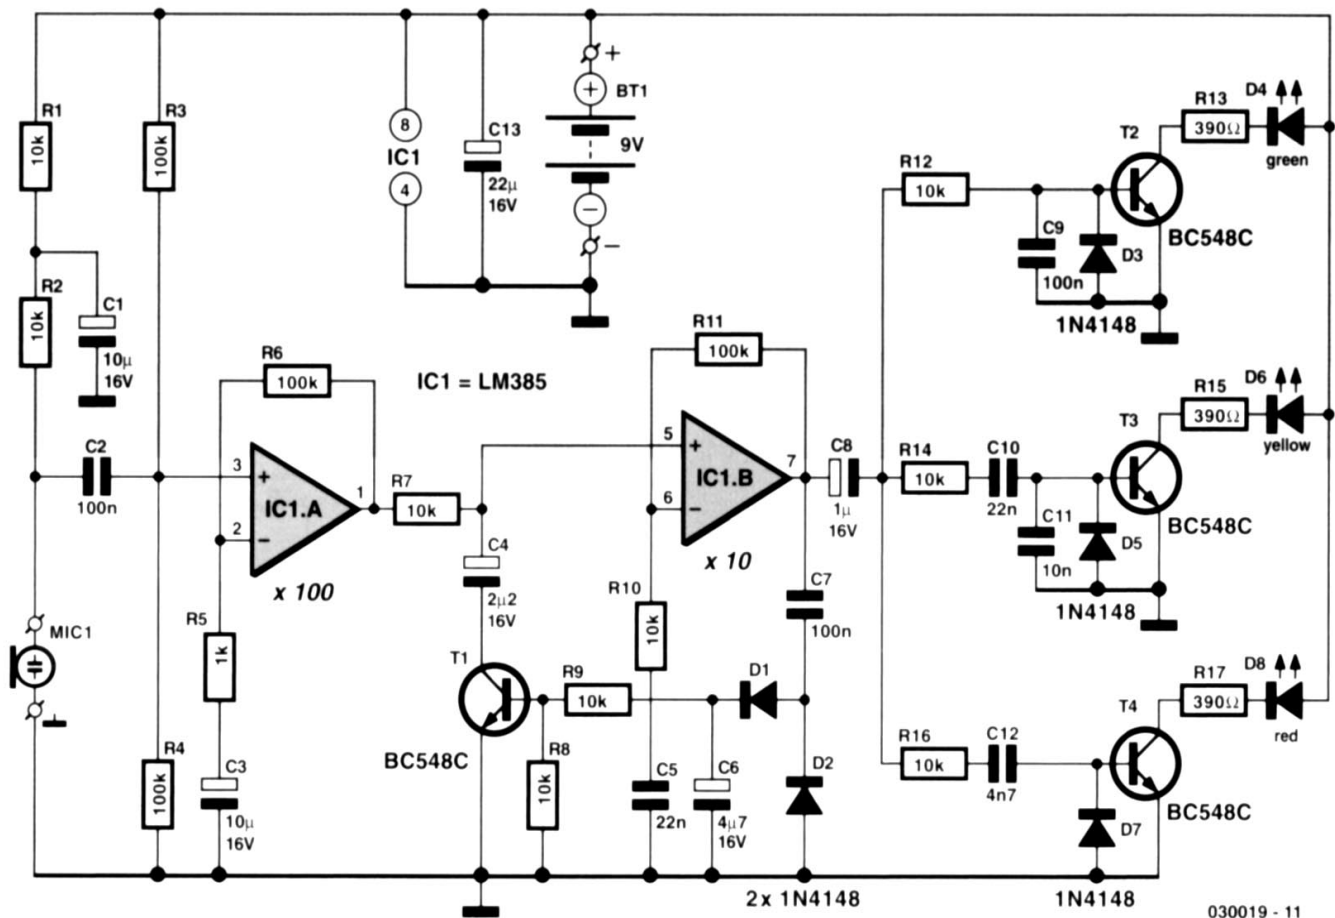 R1
10k
R3
100k
R2
10k
C1
10µ
16V
C2
100n
MIC1
R4
100k
R5
1k
C3
10µ
16V
R6
100k
3
+
2
−
IC1.A
1
x 100
8
IC1
4
C13
22µ
16V
+
+
BT1
9V
−
−
IC1 = LM385
R7
10k
C4
2µ2
16V
T1
BC548C
R8
10k
R9
10k
R10
10k
C5
22n
C6
4µ7
16V
D1
D2
2x 1N4148
C7
100n
R11
100k
5
+
6
−
IC1.B
7
x 10
C8
1µ
16V
R12
10k
C9
100n
D3
1N4148
T2
BC548C
R13
390Ω
D4
green
R14
10k
C10
22n
C11
10n
D5
1N4148
T3
BC548C
R15
390Ω
D6
yellow
R16
10k
C12
4n7
D7
1N4148
T4
BC548C
R17
390Ω
D8
red
030019 - 11